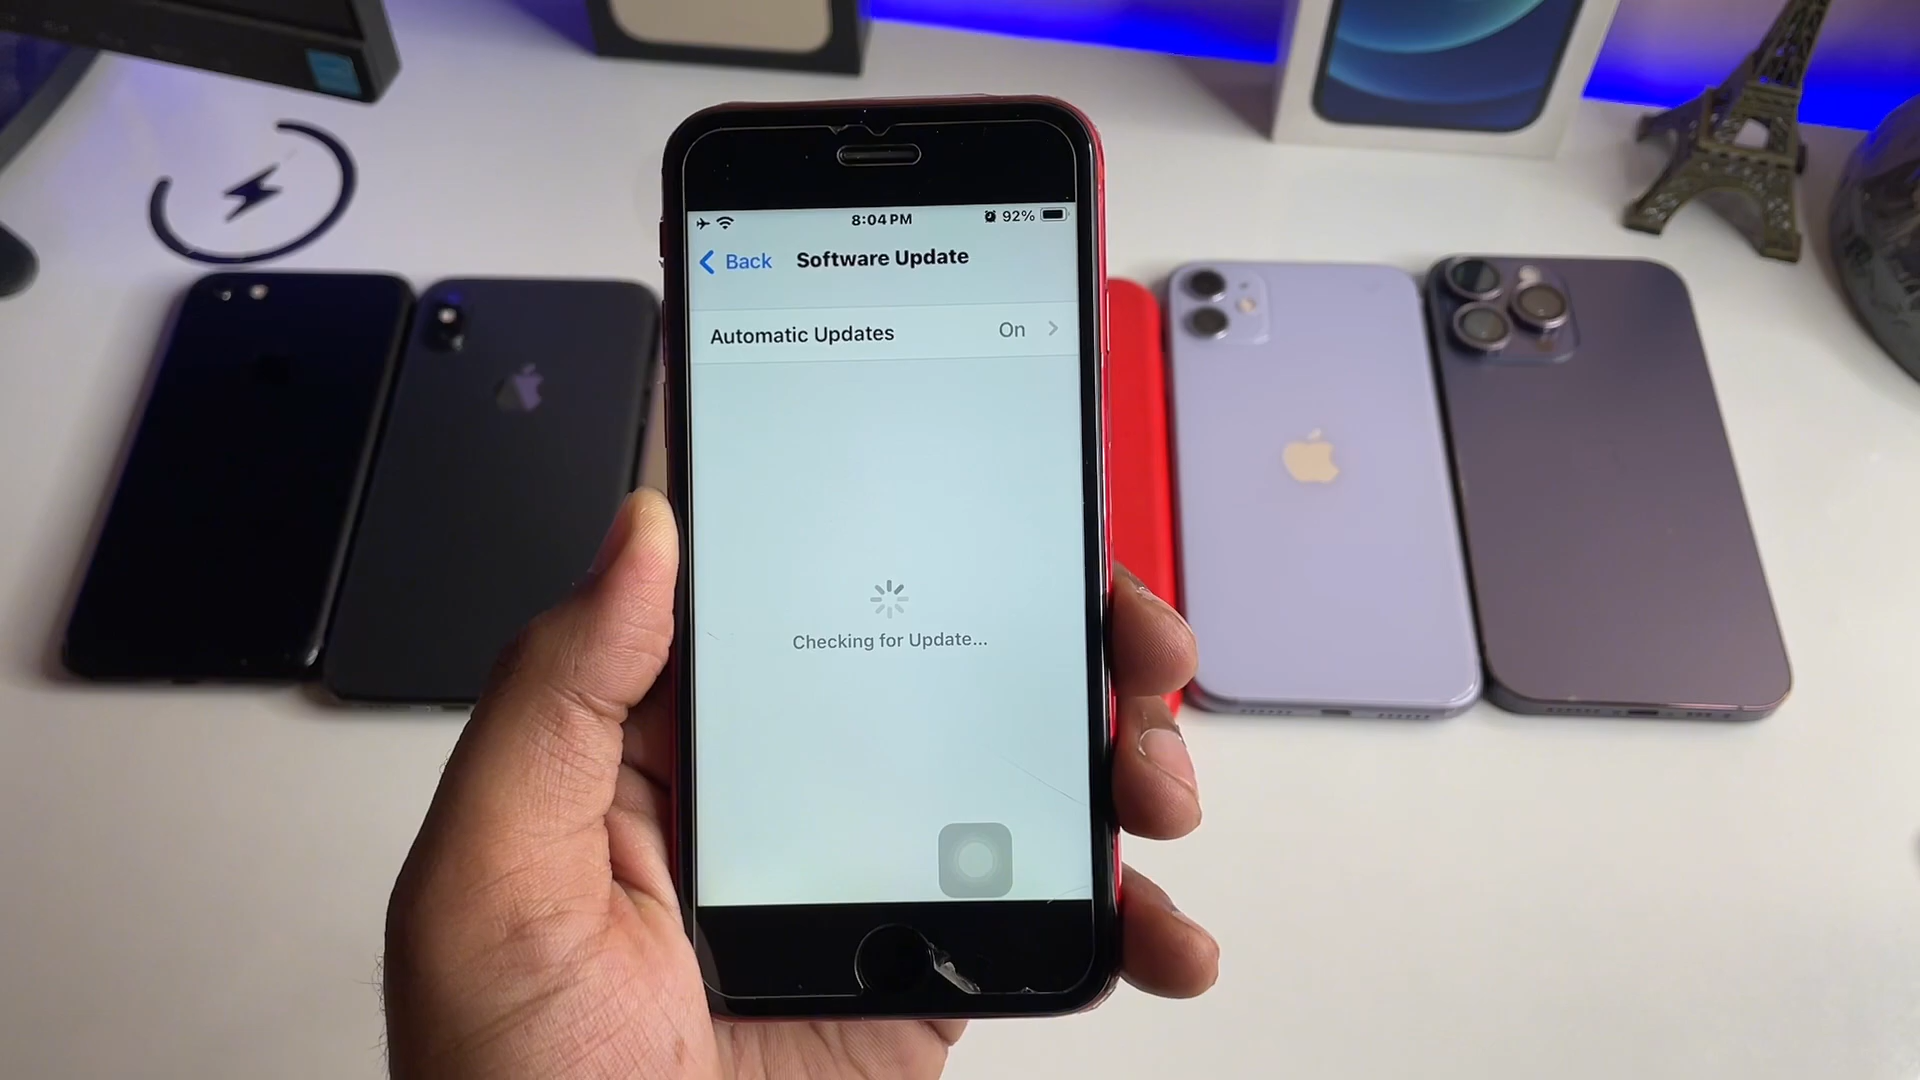 8:04 PM 92%
Back Software Update
Automatic Updates On
Checking for Update...